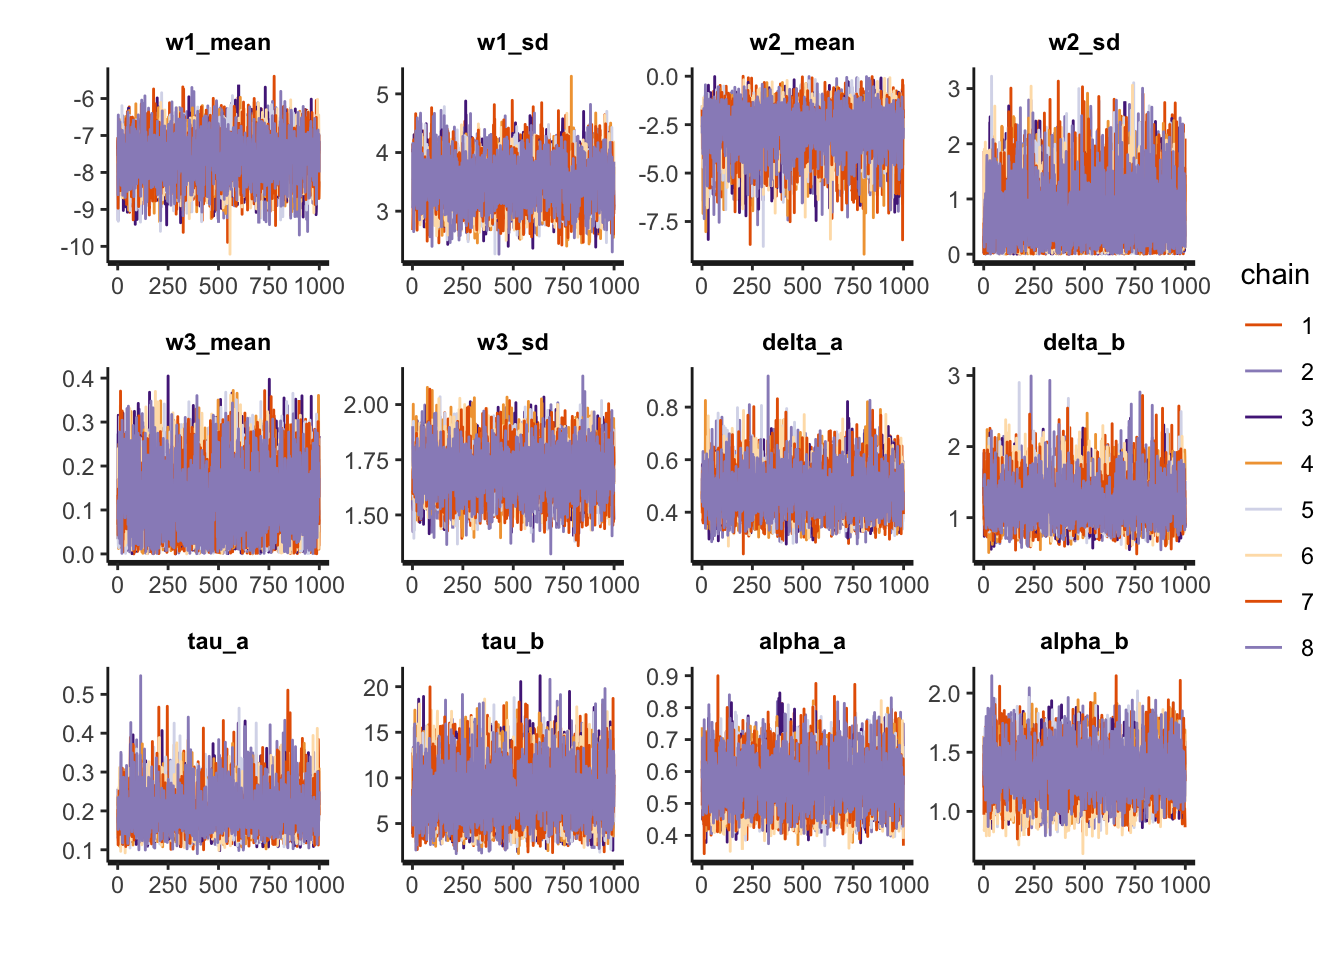 w1_mean w1_sd w2_mean w2_sd
-6 -7 -8 -9 -10
5 4 3
0.0 -2.5 -5.0 -7.5
3 2 1 0
0 250 500 750 1000 0 250 500 750 1000 0 250 500 750 1000 0 250 500 750 1000
w3_mean w3_sd delta_a delta_b
0.4 0.3 0.2 0.1 0.0
2.00 1.75 1.50
0.8 0.6 0.4
3 2 1
0 250 500 750 1000 0 250 500 750 1000 0 250 500 750 1000 0 250 500 750 1000
tau_a tau_b alpha_a alpha_b
0.5 0.4 0.3 0.2 0.1
20 15 10 5
0.9 0.8 0.7 0.6 0.5 0.4
2.0 1.5 1.0
0 250 500 750 1000 0 250 500 750 1000 0 250 500 750 1000 0 250 500 750 1000
chain
1
2
3
4
5
6
7
8